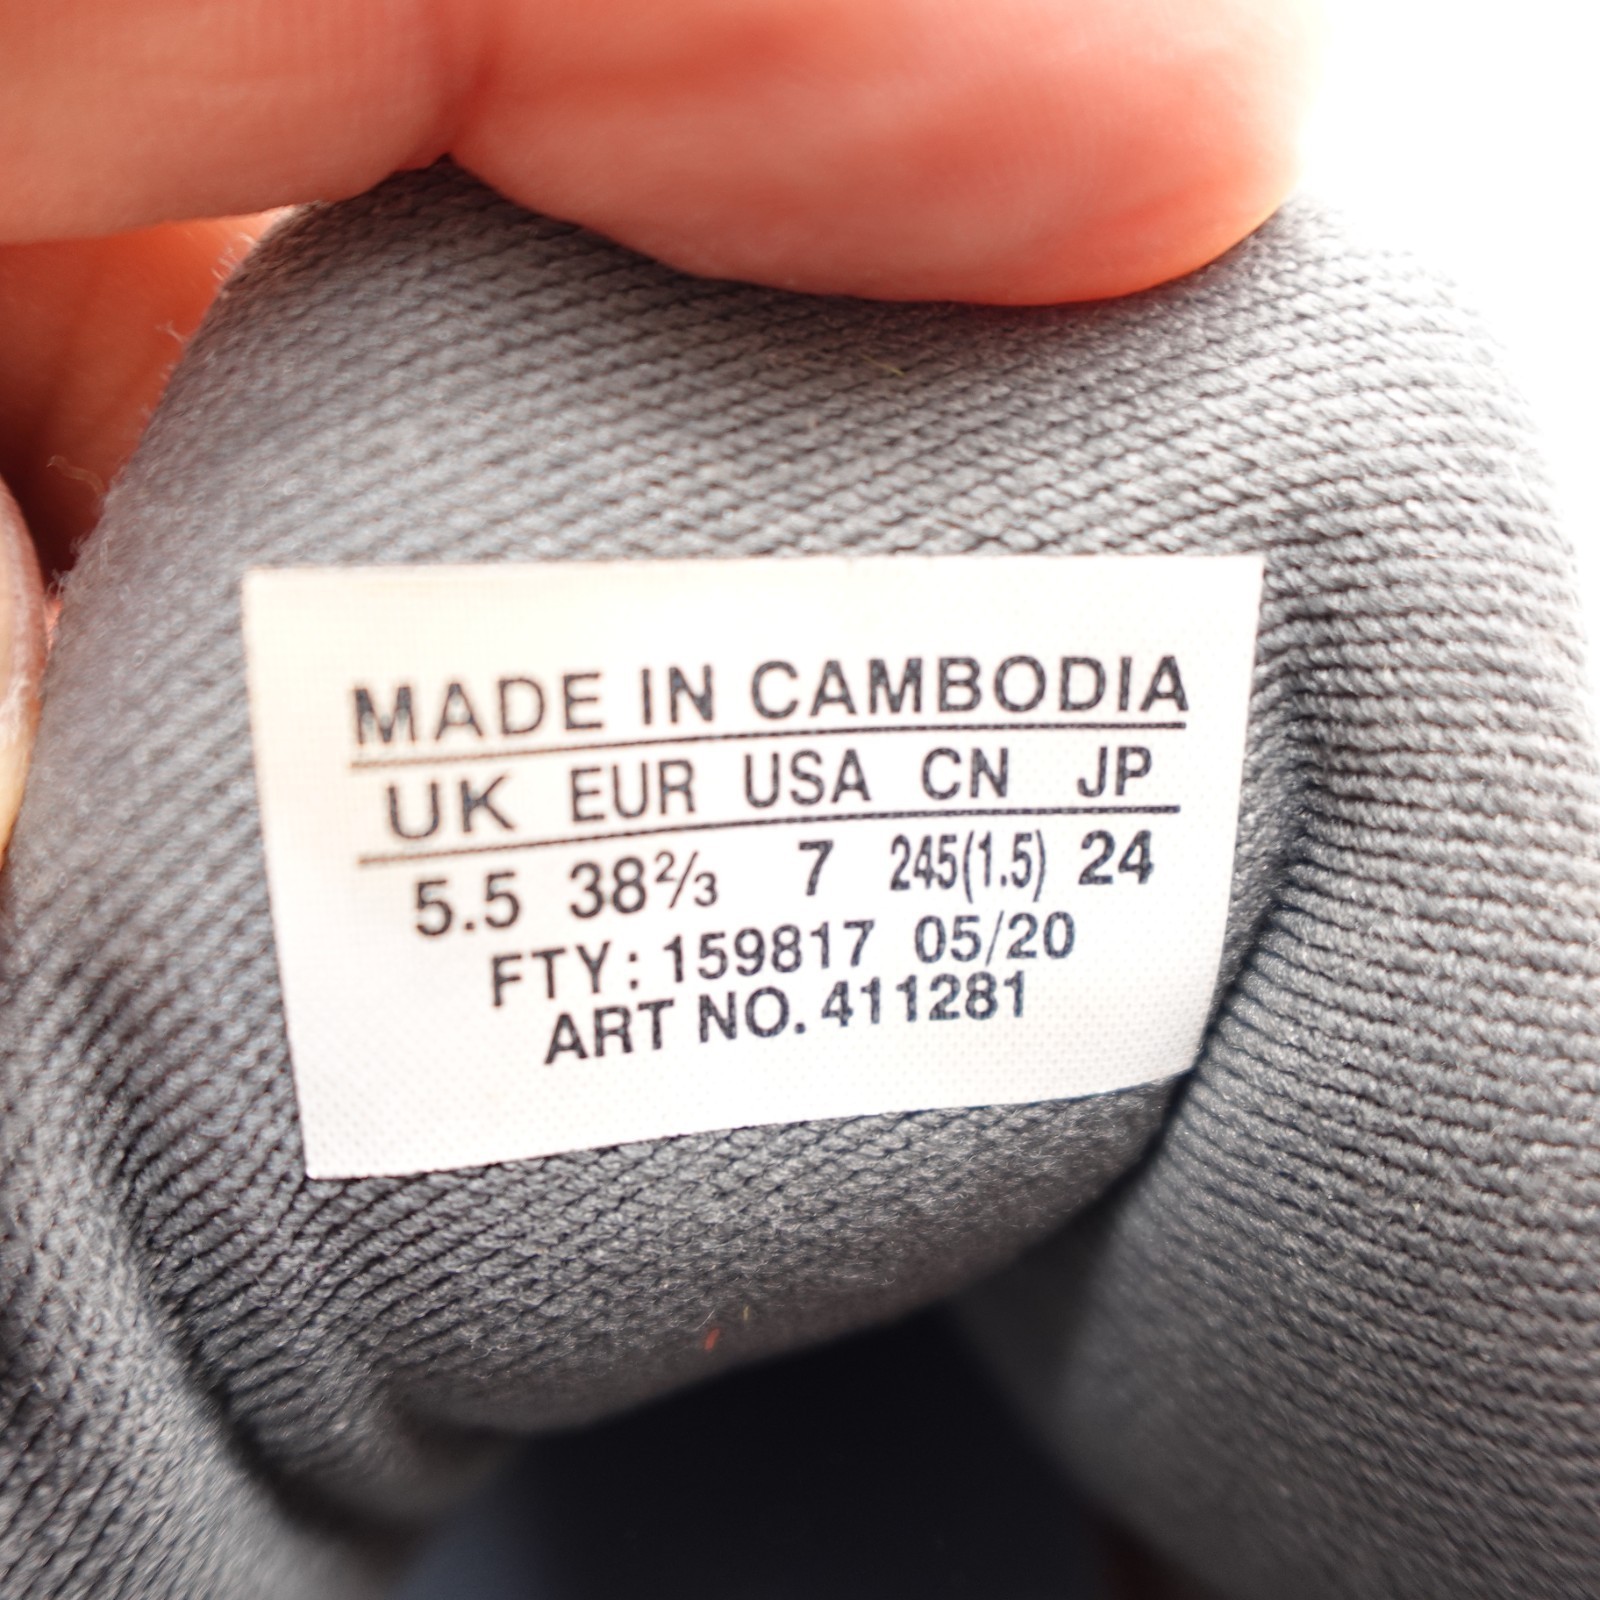 MADE IN CAMBODIA
UK EUR USA CN JP
5.5 38⅔ 7 245(1.5) 24
FTY: 159817 05/20
ART NO. 411281